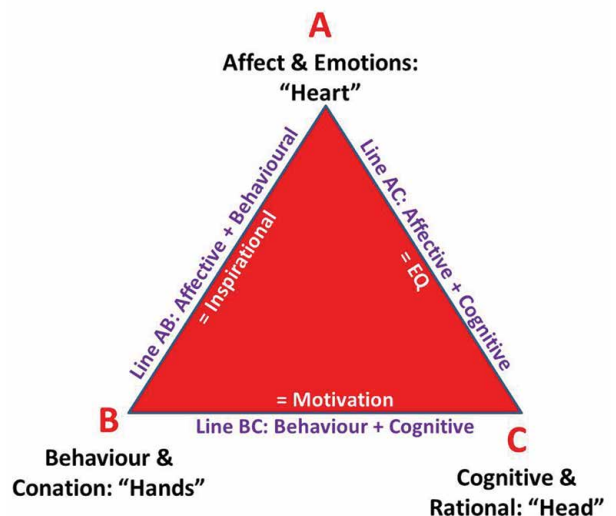 A
Affect & Emotions:
“Heart”
Line AB: Affective + Behavioural
= Inspirational
Line AC: Affective + Cognitive
= EQ
= Motivation
Line BC: Behaviour + Cognitive
B
Behaviour &
Conation: “Hands”
C
Cognitive &
Rational: “Head”